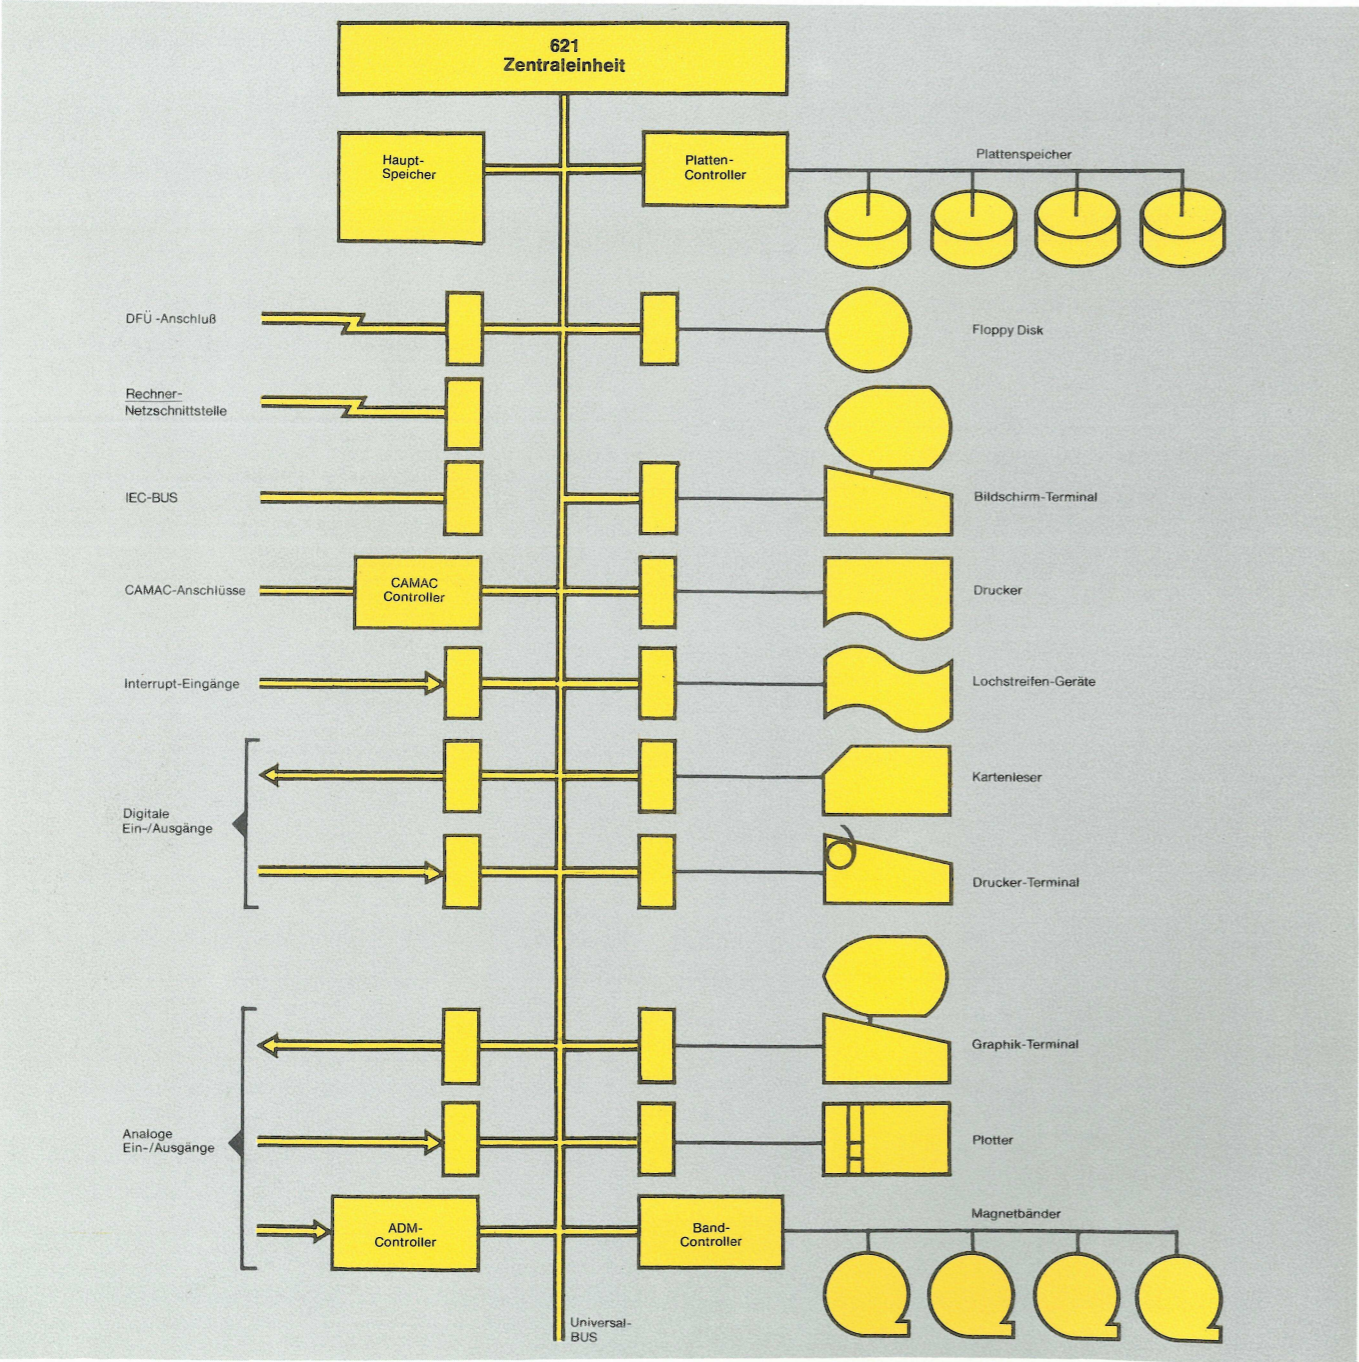 621
Zentraleinheit
Haupt-
Speicher
Platten-
Controller
Plattenspeicher
DFÜ -Anschluß
Floppy Disk
Rechner-
Netzschnittstelle
IEC-BUS
Bildschirm-Terminal
CAMAC-Anschlüsse
CAMAC
Controller
Drucker
Interrupt-Eingänge
Lochstreifen-Geräte
Kartenleser
Digitale
Ein-/Ausgänge
Drucker-Terminal
Graphik-Terminal
Analoge
Ein-/Ausgänge
Plotter
ADM-
Controller
Band-
Controller
Magnetbänder
Universal-
BUS